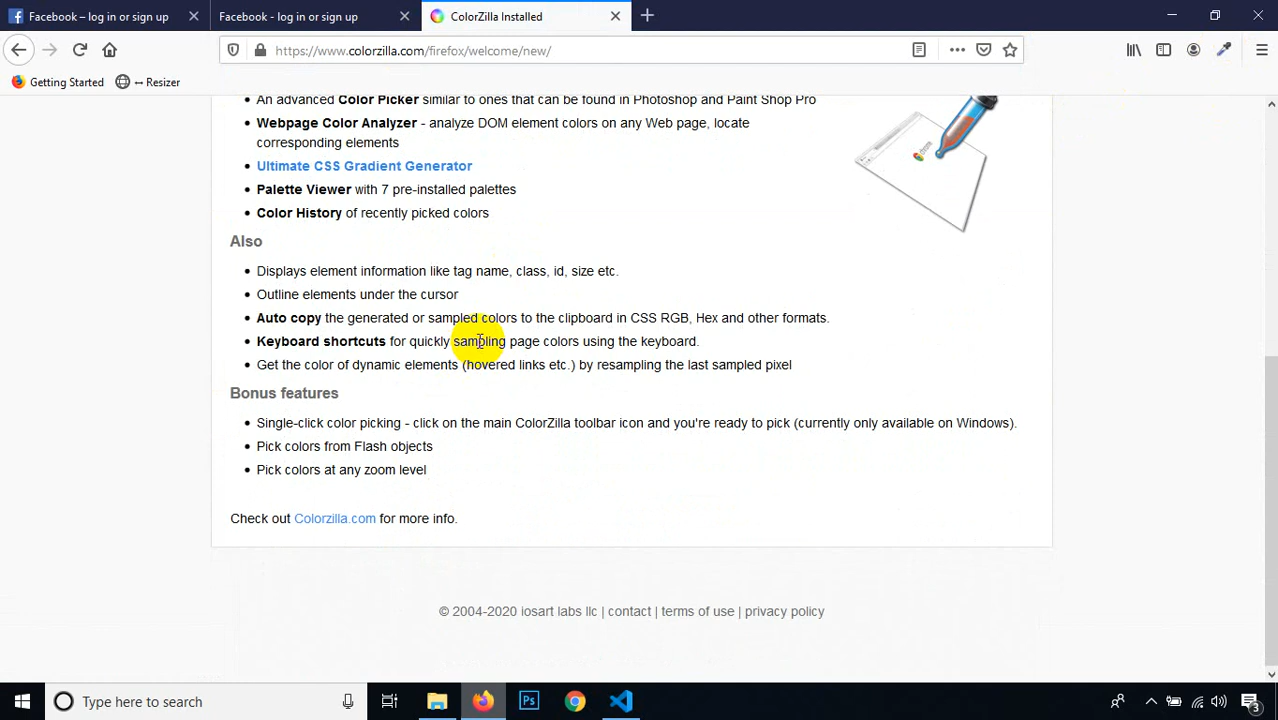 Facebook – log in or sign up
Facebook - log in or sign up
ColorZilla Installed
https://www.colorzilla.com/firefox/welcome/new/
Getting Started
↔ Resizer
An advanced Color Picker similar to ones that can be found in Photoshop and Paint Shop Pro
Webpage Color Analyzer - analyze DOM element colors on any Web page, locate
corresponding elements
Ultimate CSS Gradient Generator
Palette Viewer with 7 pre-installed palettes
Color History of recently picked colors
Also
Displays element information like tag name, class, id, size etc.
Outline elements under the cursor
Auto copy the generated or sampled colors to the clipboard in CSS RGB, Hex and other formats.
Keyboard shortcuts for quickly sampling page colors using the keyboard.
Get the color of dynamic elements (hovered links etc.) by resampling the last sampled pixel
Bonus features
Single-click color picking - click on the main ColorZilla toolbar icon and you're ready to pick (currently only available on Windows).
Pick colors from Flash objects
Pick colors at any zoom level
Check out Colorzilla.com for more info.
© 2004-2020 iosart labs llc | contact | terms of use | privacy policy
Type here to search
Ps
3